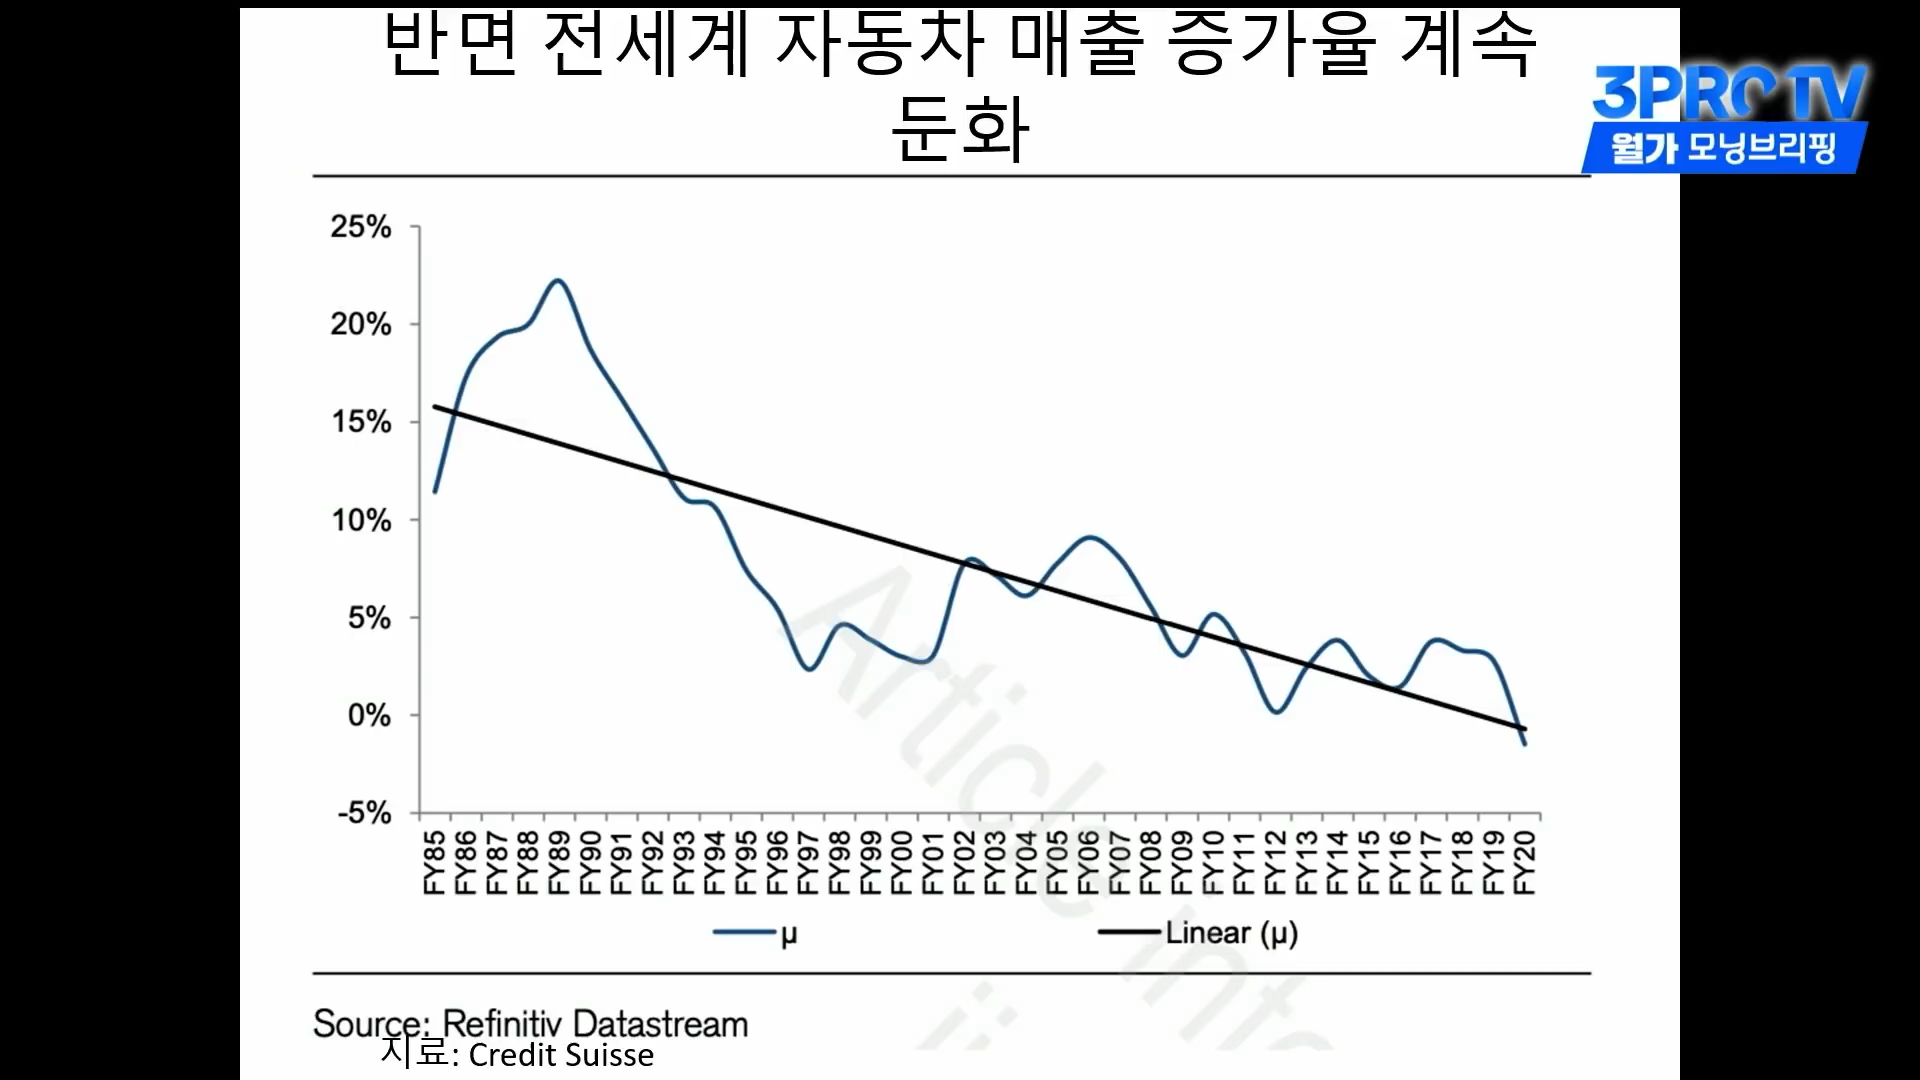 반면 전세계 자동차 매출 증가율 계속
둔화
3PRO TV
월가 모닝브리핑
25%
20%
15%
10%
5%
0%
-5%
FY85
FY86
FY87
FY88
FY89
FY90
FY91
FY92
FY93
FY94
FY95
FY96
FY97
FY98
FY99
FY00
FY01
FY02
FY03
FY04
FY05
FY06
FY07
FY08
FY09
FY10
FY11
FY12
FY13
FY14
FY15
FY16
FY17
FY18
FY19
FY20
μ
Linear (μ)
Source: Refinitiv Datastream
지료: Credit Suisse
Article